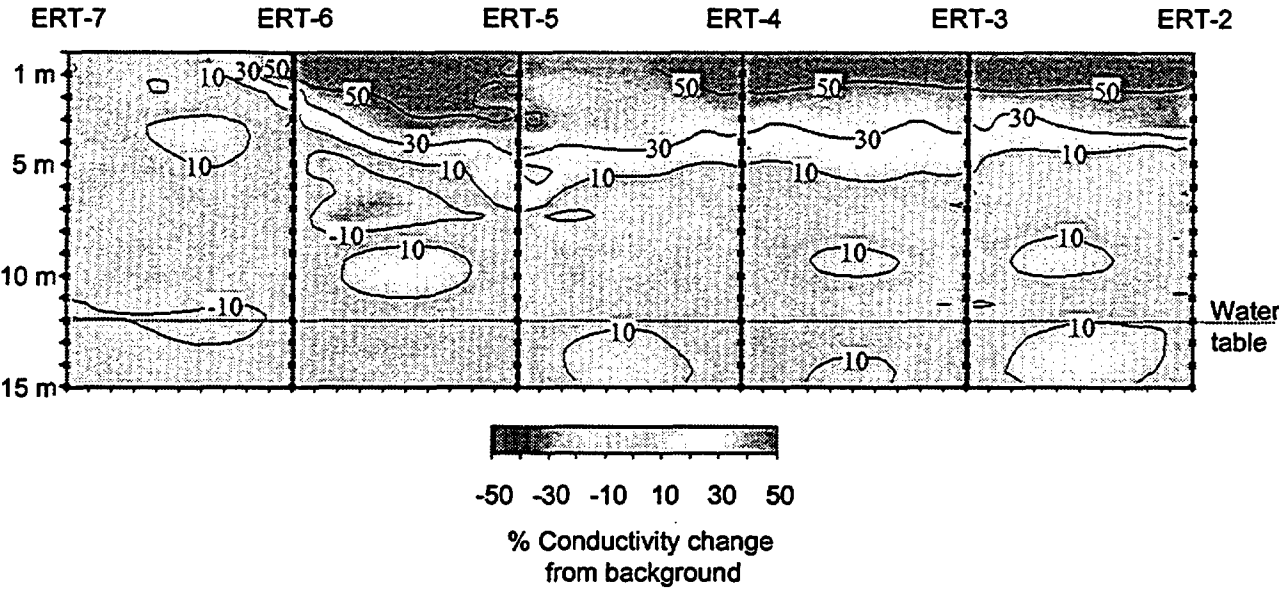 ERT-7 ERT-6 ERT-5 ERT-4 ERT-3 ERT-2
1 m 10 30 50 50 50 50 50
30 30 30 30
5 m 10 10 10 10 10
-10 10 10 10
10 m
-10 Water
10 10 10 table
15 m
-50 -30 -10 10 30 50
% Conductivity change
from background